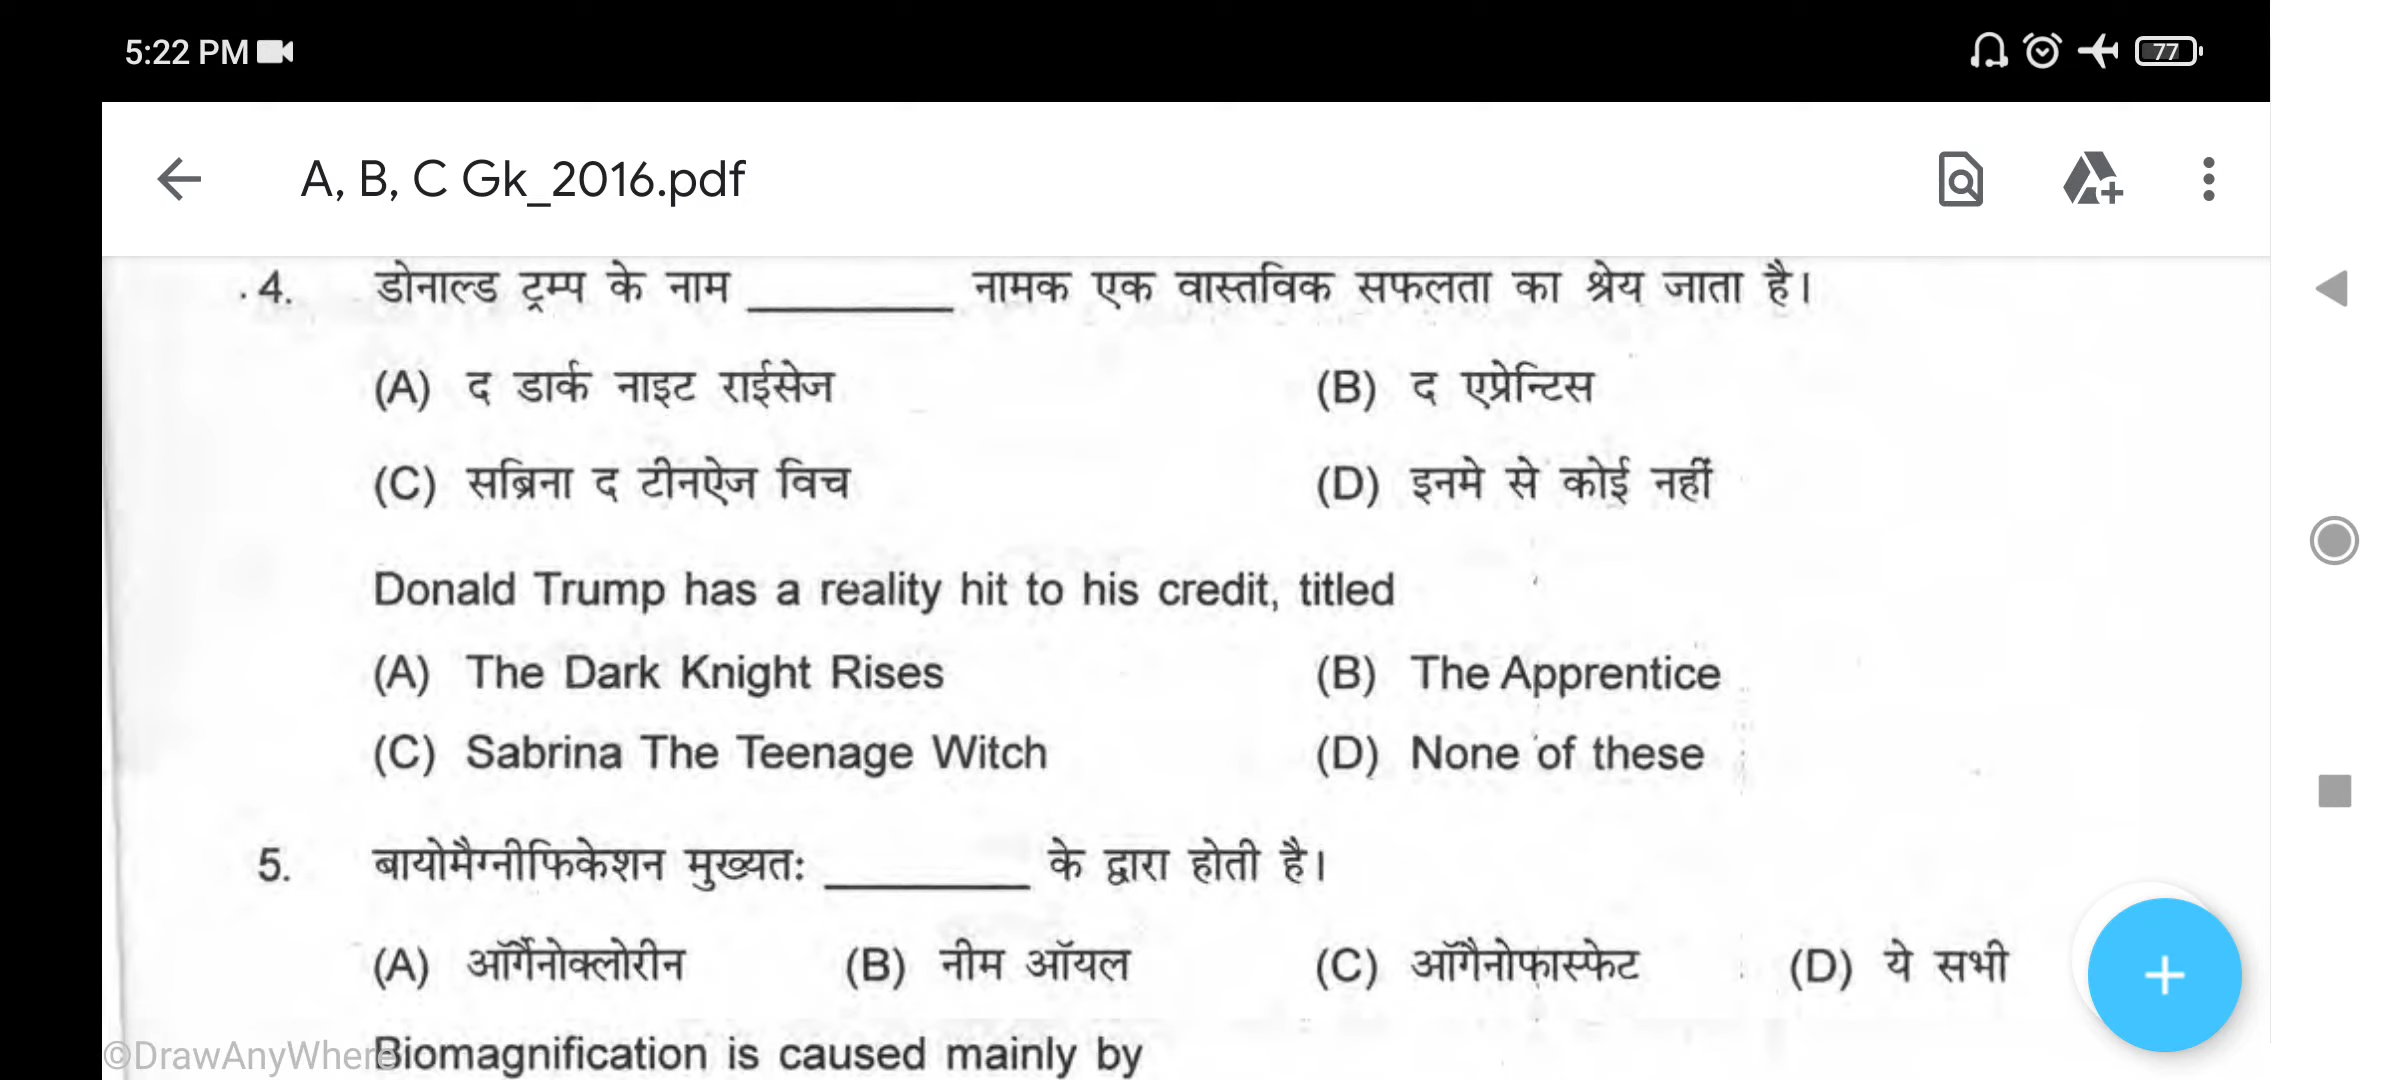 5:22 PM
77
A, B, C Gk_2016.pdf
4. डोनाल्ड ट्रम्प के नाम ________ नामक एक वास्तविक सफलता का श्रेय जाता है।
(A) द डार्क नाइट राईसेज (B) द एप्रेन्टिस
(C) सब्रिना द टीनऐज विच (D) इनमे से कोई नहीं
Donald Trump has a reality hit to his credit, titled
(A) The Dark Knight Rises (B) The Apprentice
(C) Sabrina The Teenage Witch (D) None of these
5. बायोमैग्नीफिकेशन मुख्यतः ________ के द्वारा होती है।
(A) ऑर्गैनोक्लोरीन (B) नीम ऑयल (C) ऑगैनोफास्फेट (D) ये सभी
Biomagnification is caused mainly by
©DrawAnyWhere